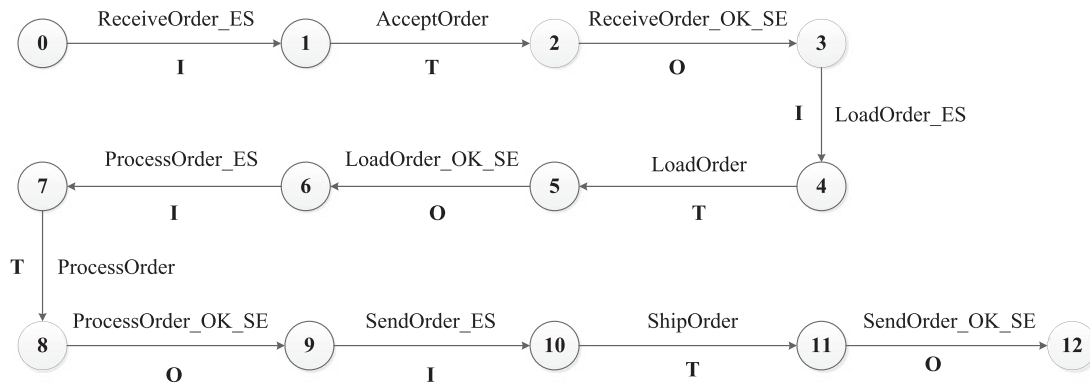 ReceiveOrder_ES AcceptOrder ReceiveOrder_OK_SE
0 1 2 3
I T O
I LoadOrder_ES
ProcessOrder_ES LoadOrder_OK_SE LoadOrder
7 6 5 4
I O T
T ProcessOrder
ProcessOrder_OK_SE SendOrder_ES ShipOrder SendOrder_OK_SE
8 9 10 11 12
O I T O